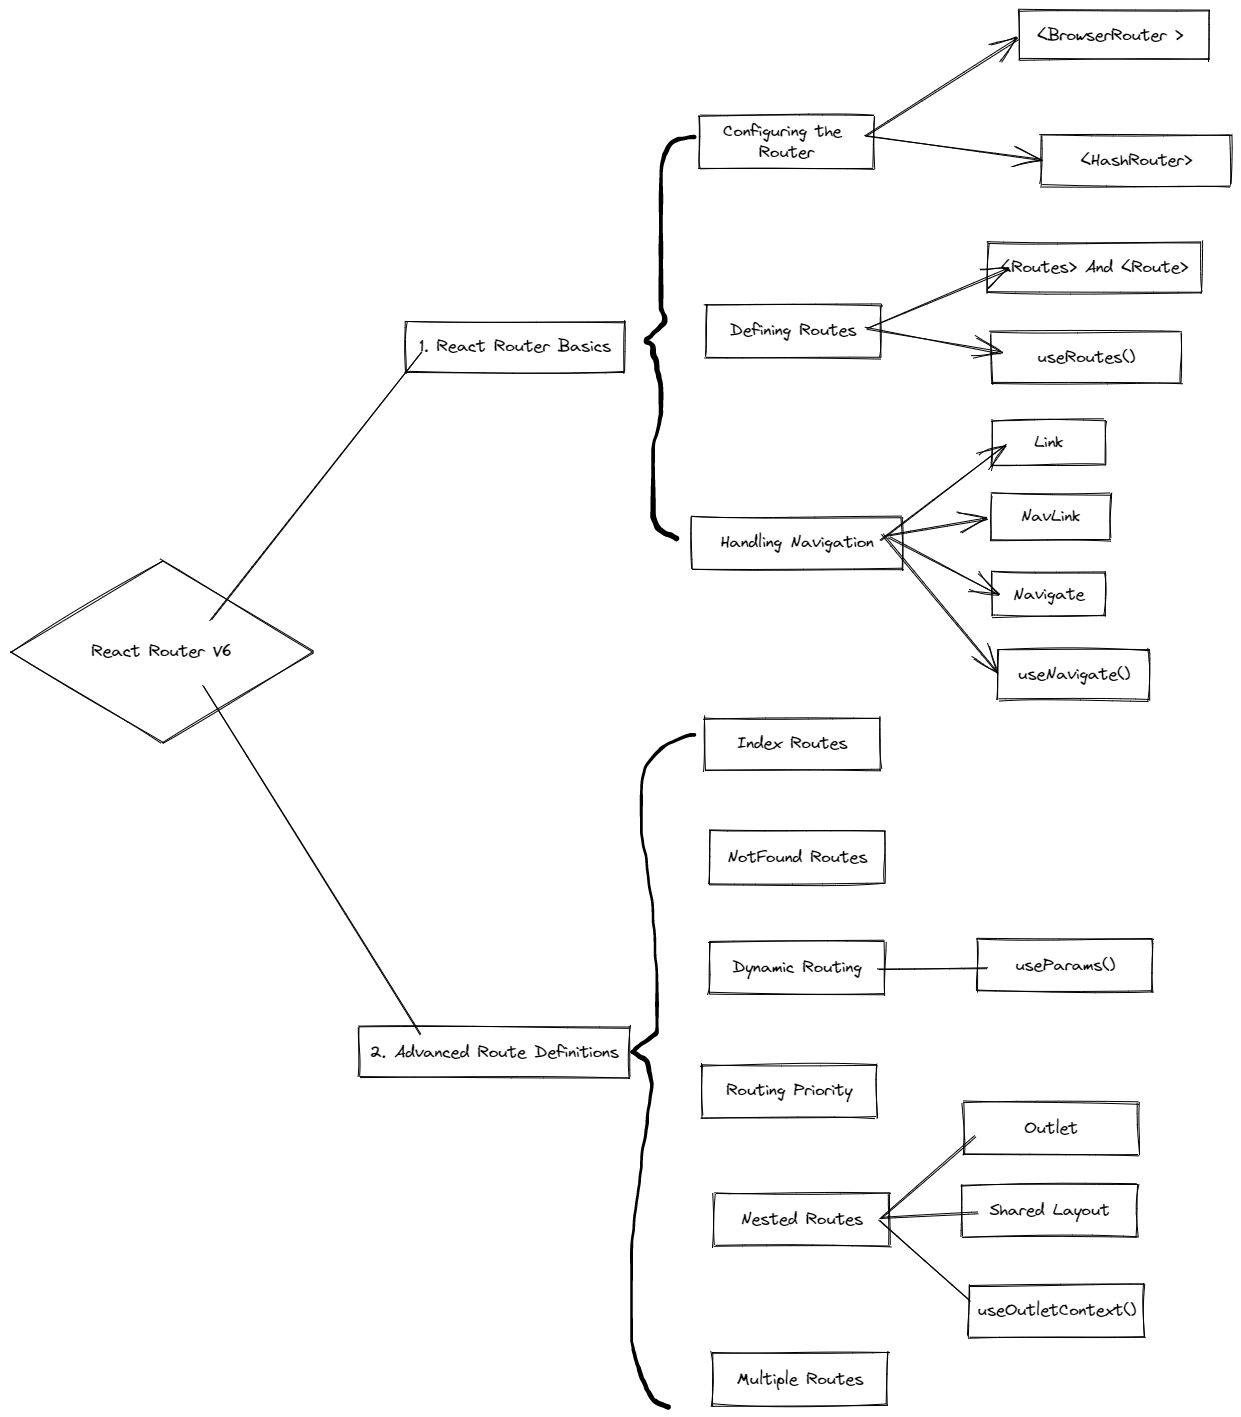 <BrowserRouter >
Configuring the
Router
<HashRouter>
<Routes> And <Route>
Defining Routes
useRoutes()
1. React Router Basics
Link
NavLink
Handling Navigation
Navigate
useNavigate()
React Router V6
Index Routes
NotFound Routes
Dynamic Routing
useParams()
2. Advanced Route Definitions
Routing Priority
Outlet
Nested Routes
Shared Layout
useOutletContext()
Multiple Routes